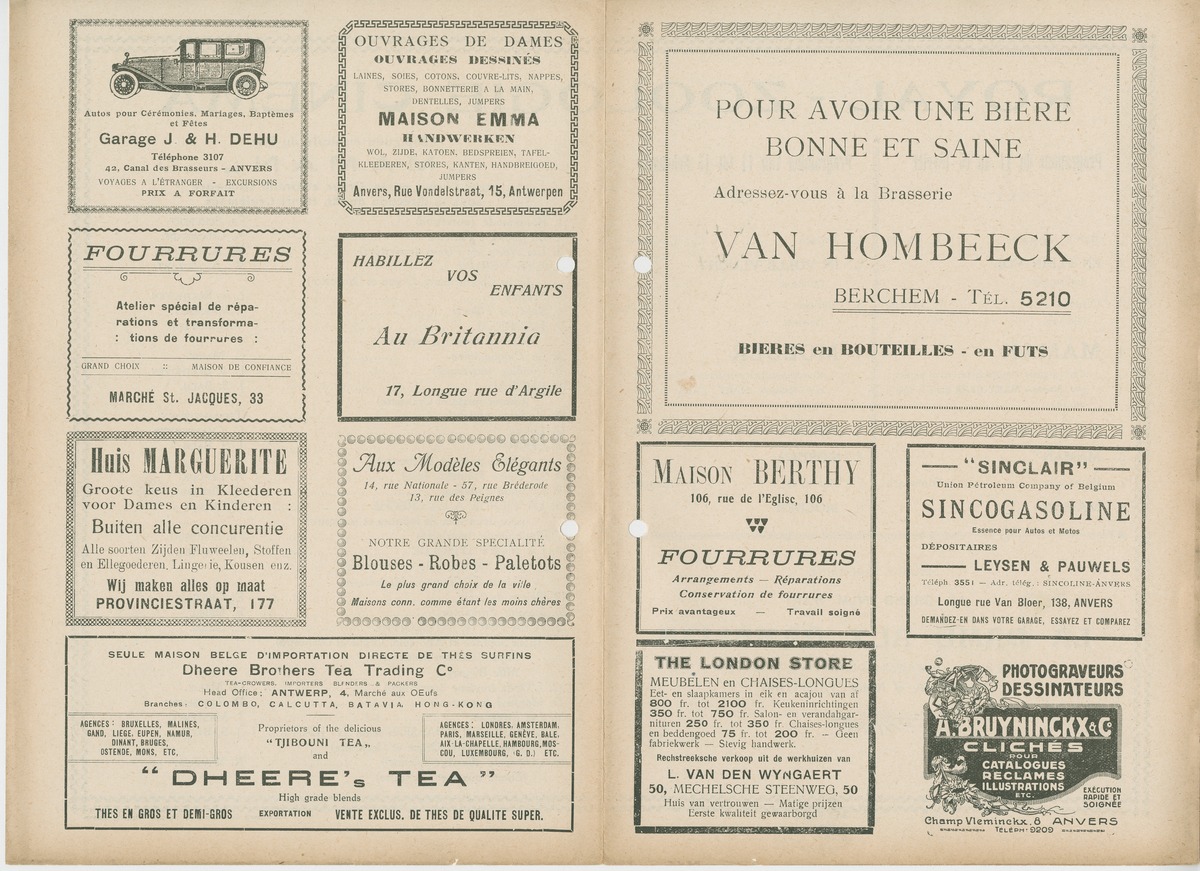 Autos pour Cérémonies, Mariages, Baptèmes
et Fêtes
Garage J. & H. DEHU
Téléphone 3107
42, Canal des Brasseurs - ANVERS
VOYAGES A L'ÉTRANGER - EXCURSIONS
PRIX A FORFAIT
OUVRAGES DE DAMES
OUVRAGES DESSINÉS
LAINES, SOIES, COTONS, COUVRE-LITS, NAPPES,
STORES, BONNETTERIE A LA MAIN,
DENTELLES, JUMPERS
MAISON EMMA
HANDWERKEN
WOL, ZIJDE, KATOEN, BEDSPREIEN, TAFEL-
KLEEDEREN, STORES, KANTEN, HANDBREIGOED,
JUMPERS
Anvers, Rue Vondelstraat, 15, Antwerpen
FOURRURES
Atelier spécial de répa-
rations et transforma-
: tions de fourrures :
GRAND CHOIX :: MAISON DE CONFIANCE
MARCHÉ St. JACQUES, 33
HABILLEZ
VOS
ENFANTS
Au Britannia
17, Longue rue d'Argile
Huis MARGUERITE
Groote keus in Kleederen
voor Dames en Kinderen :
Buiten alle concurentie
Alle soorten Zijden Fluweelen, Stoffen
en Ellegoederen, Lingerie, Kousen enz.
Wij maken alles op maat
PROVINCIESTRAAT, 177
Aux Modèles Elégants
14, rue Nationale - 57, rue Bréderode
13, rue des Peignes
NOTRE GRANDE SPÉCIALITÉ
Blouses - Robes - Paletots
Le plus grand choix de la ville
Maisons conn. comme étant les moins chères
SEULE MAISON BELGE D'IMPORTATION DIRECTE DE THÉS SURFINS
Dheere Brothers Tea Trading Co
TEA-GROWERS, IMPORTERS BLENDERS & PACKERS
Head Office: ANTWERP, 4, Marché aux OEufs
Branches: COLOMBO, CALCUTTA, BATAVIA, HONG-KONG
AGENCES: BRUXELLES, MALINES,
GAND, LIEGE, EUPEN, NAMUR,
DINANT, BRUGES,
OSTENDE, MONS, ETC.
Proprietors of the delicious
"TJIBOUNI TEA„
and
AGENCES: LONDRES, AMSTERDAM,
PARIS, MARSEILLE, GENÈVE, BALE,
AIX-LA-CHAPELLE, HAMBOURG, MOS-
COU, LUXEMBOURG, (G. D.) ETC.
“DHEERE's TEA”
High grade blends
THES EN GROS ET DEMI-GROS EXPORTATION VENTE EXCLUS. DE THES DE QUALITE SUPER.
POUR AVOIR UNE BIÈRE
BONNE ET SAINE
Adressez-vous à la Brasserie
VAN HOMBEECK
BERCHEM - TÉL. 5210
BIERES en BOUTEILLES - en FUTS
MAISON BERTHY
106, rue de l'Eglise, 106
FOURRURES
Arrangements — Réparations
Conservation de fourrures
Prix avantageux — Travail soigné
"SINCLAIR"
Union Pétroleum Company of Belgium
SINCOGASOLINE
Essence pour Autos et Motos
DÉPOSITAIRES
LEYSEN & PAUWELS
Téléph. 3551 - Adr. télég.: SINCOLINE-ANVERS
Longue rue Van Bloer, 138, ANVERS
DEMANDEZ-EN DANS VOTRE GARAGE, ESSAYEZ ET COMPAREZ
THE LONDON STORE
MEUBELEN en CHAISES-LONGUES
Eet- en slaapkamers in eik en acajou van af
800 fr. tot 2100 fr. Keukeninrichtingen
350 fr. tot 750 fr. Salon- en verandahgar-
nituren 250 fr. tot 350 fr. Chaises-longues
en beddengoed 75 fr. tot 200 fr. - Geen
fabriekwerk - Stevig handwerk.
Rechstreeksche verkoop uit de werkhuizen van
L. VAN DEN WYNGAERT
50, MECHELSCHE STEENWEG, 50
Huis van vertrouwen - Matige prijzen
Eerste kwaliteit gewaarborgd
PHOTOGRAVEURS
DESSINATEURS
A. BRUYNINCKX & Co
CLICHÉS
POUR
CATALOGUES
RECLAMES
ILLUSTRATIONS
ETC.
EXÉCUTION
RAPIDE ET
SOIGNÉE
Champ Vleminckx, 8 ANVERS
TELÉPH: 9209